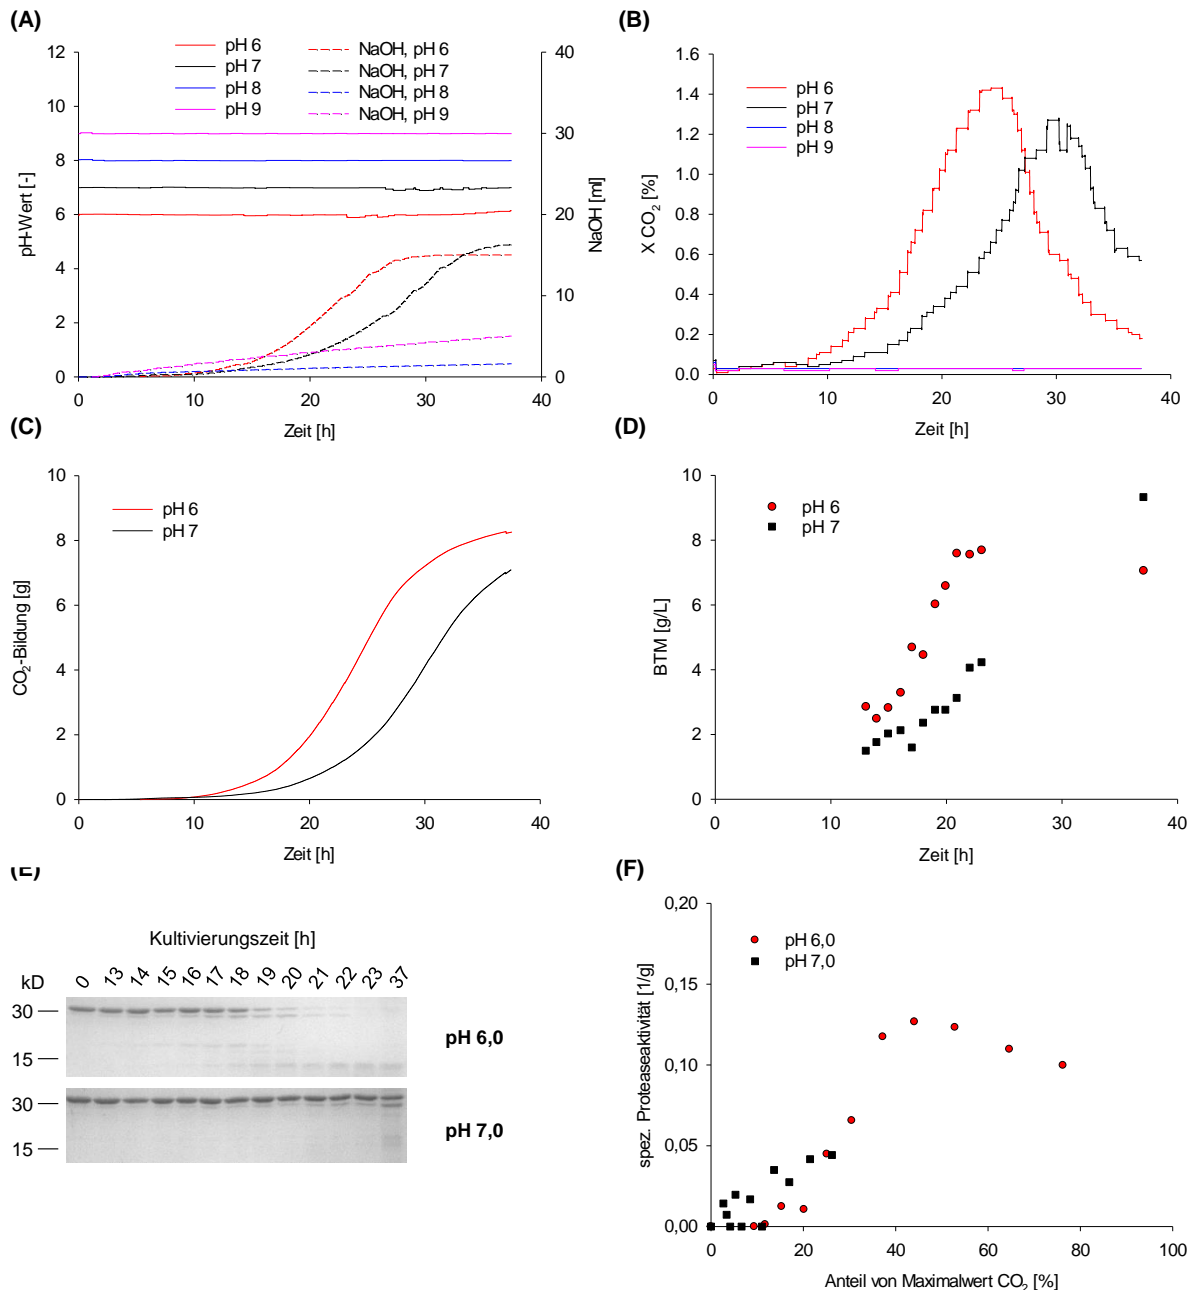 (A)
pH 6
pH 7
pH 8
pH 9
NaOH, pH 6
NaOH, pH 7
NaOH, pH 8
NaOH, pH 9
pH-Wert [-]
12
10
8
6
4
2
0
NaOH [ml]
40
30
20
10
0
0 10 20 30 40
Zeit [h]
(B)
pH 6
pH 7
pH 8
pH 9
X CO2 [%]
1.6
1.4
1.2
1.0
0.8
0.6
0.4
0.2
0.0
0 10 20 30 40
Zeit [h]
(C)
pH 6
pH 7
CO2-Bildung [g]
10
8
6
4
2
0
0 10 20 30 40
Zeit [h]
(D)
pH 6
pH 7
BTM [g/L]
10
8
6
4
2
0
0 10 20 30 40
Zeit [h]
(E)
Kultivierungszeit [h]
kD 0 13 14 15 16 17 18 19 20 21 22 23 37
30
15
pH 6,0
30
15
pH 7,0
(F)
pH 6,0
pH 7,0
spez. Proteaseaktivität [1/g]
0,20
0,15
0,10
0,05
0,00
0 20 40 60 80 100
Anteil von Maximalwert CO2 [%]